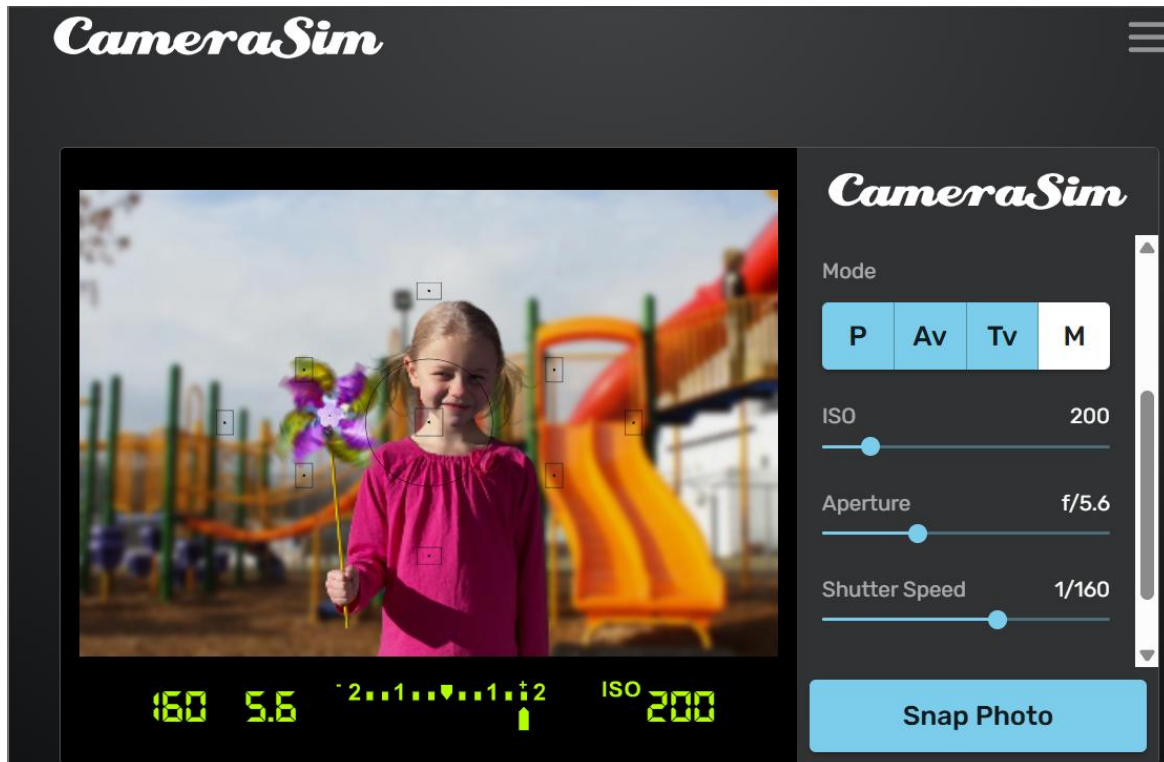 CameraSim
CameraSim
Mode
P Av Tv M
ISO 200
Aperture f/5.6
Shutter Speed 1/160
160 5.6 - 2..1..▼..1..+2 ISO 200
Snap Photo